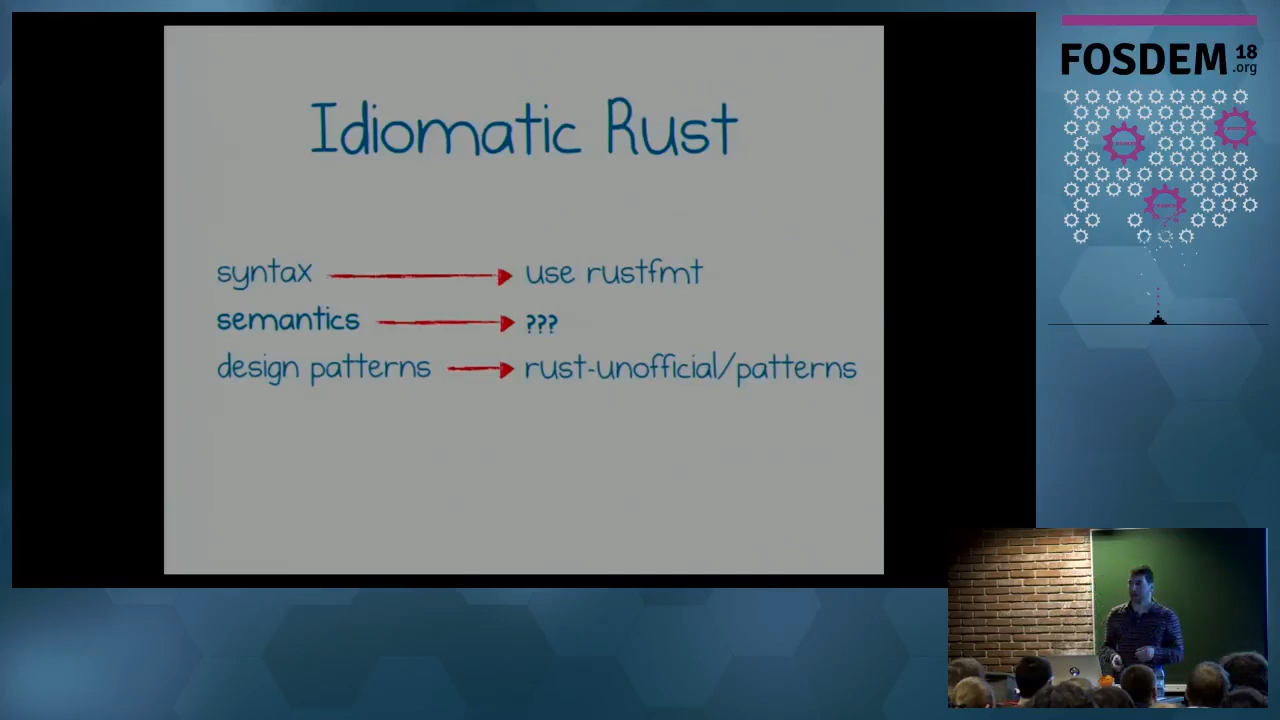 Idiomatic Rust
syntax use rustfmt
semantics ???
design patterns rust-unofficial/patterns
FOSDEM 18
.org